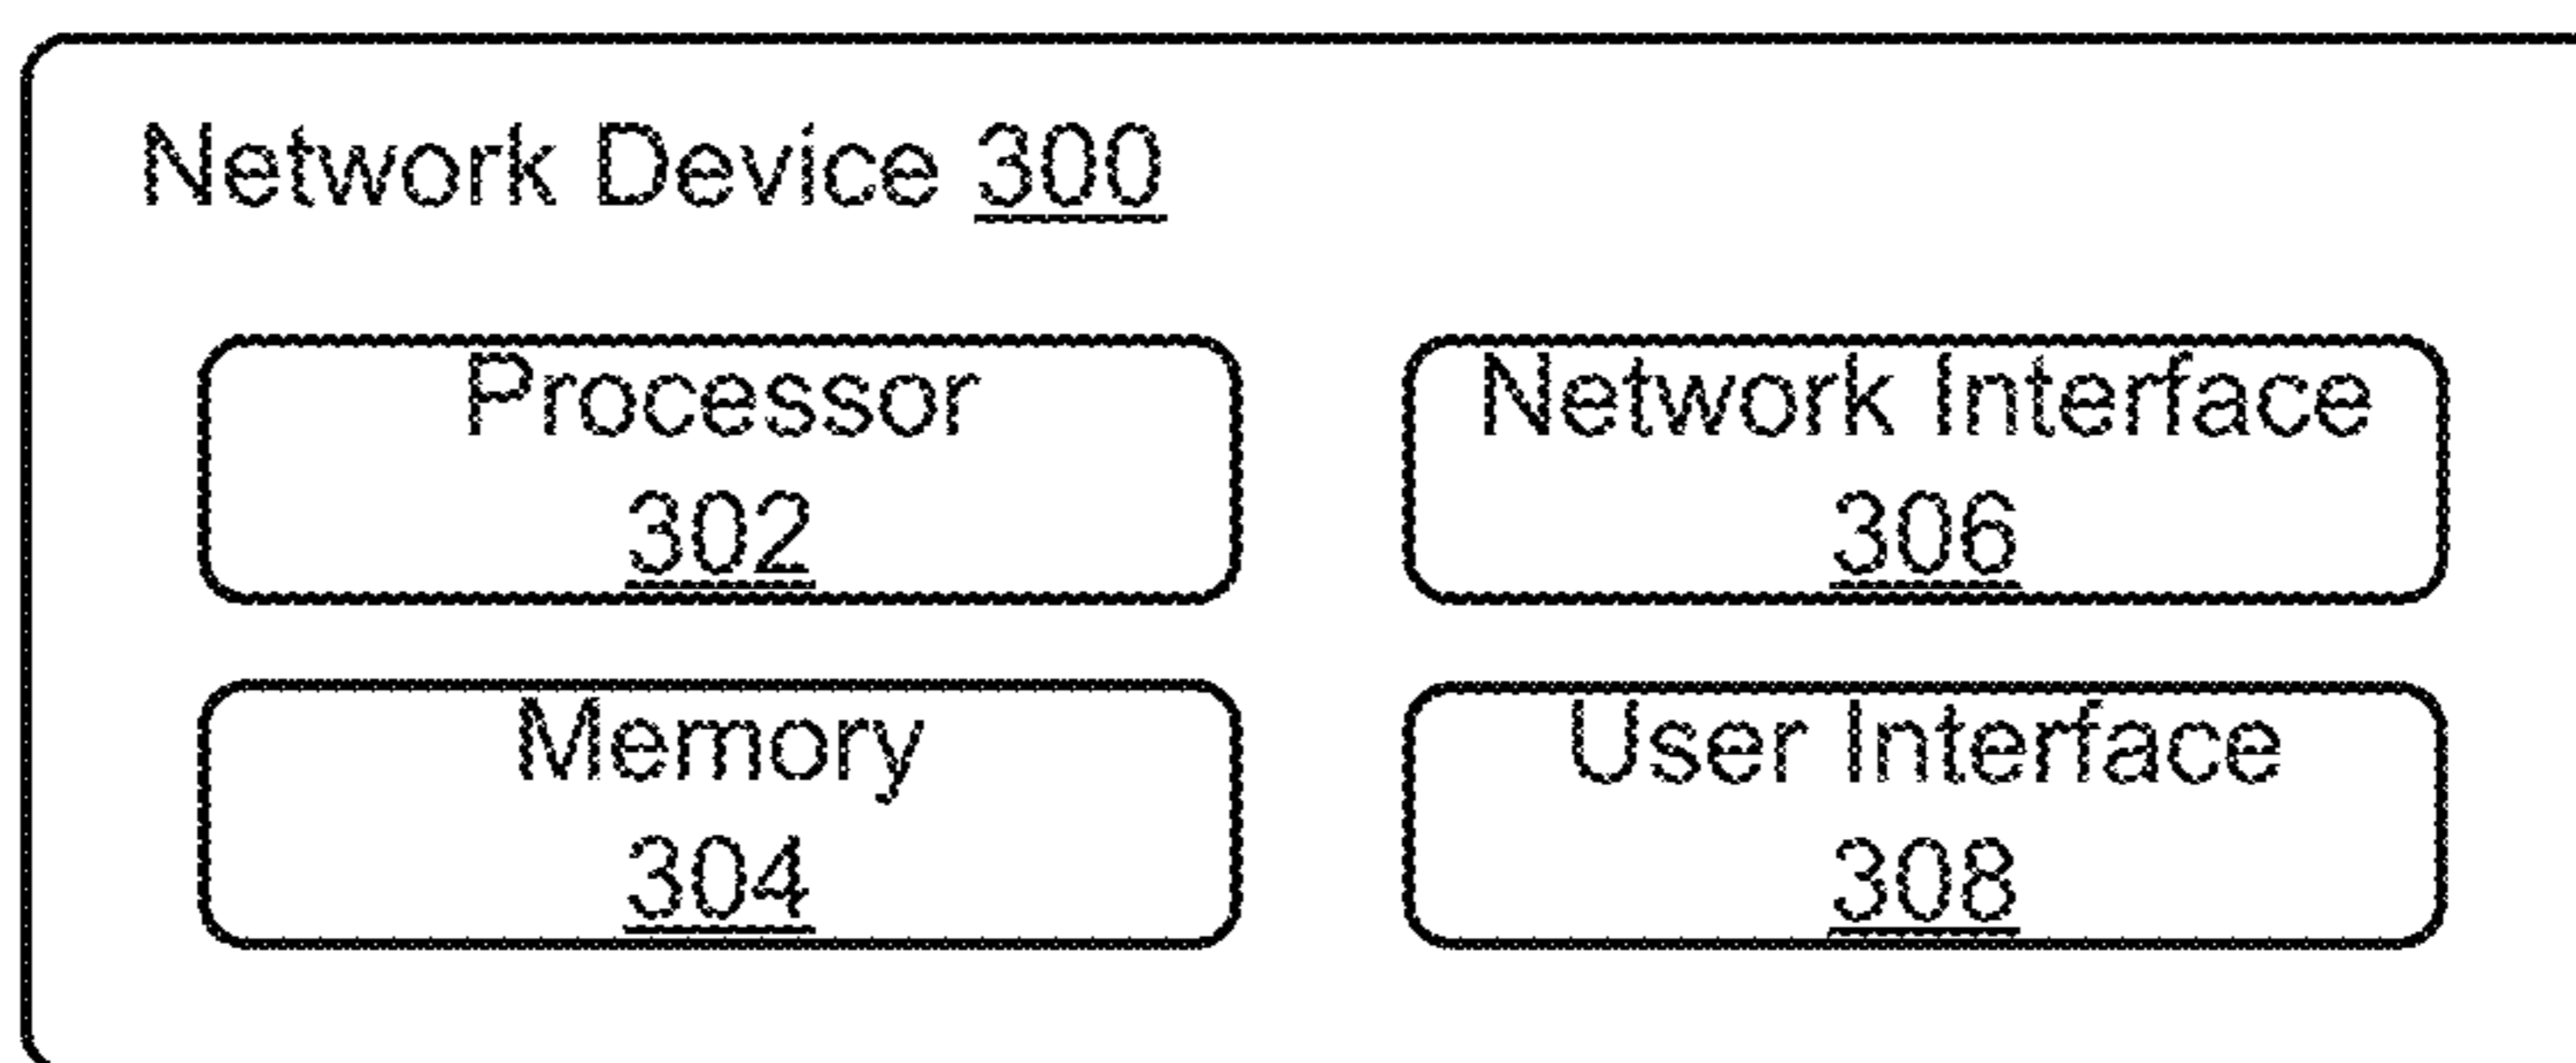 Network Device 300
Processor
302
Network Interface
306
Memory
304
User Interface
308